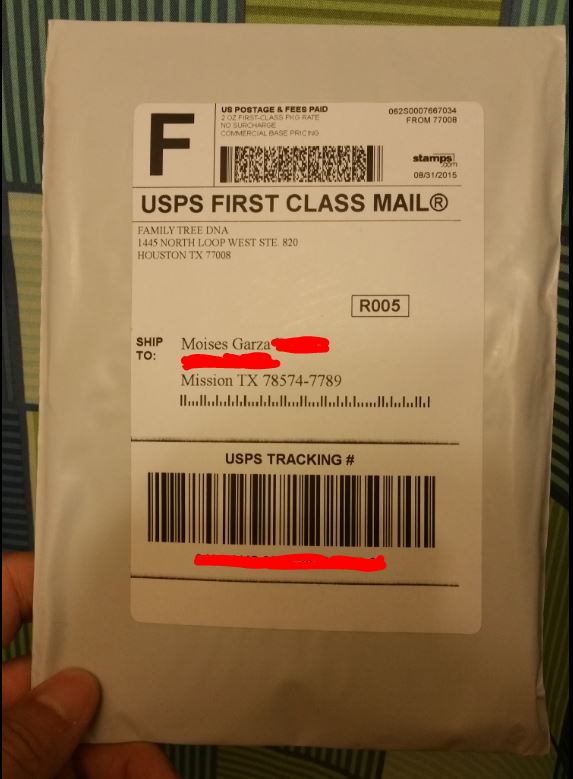 F
US POSTAGE & FEES PAID
2 OZ FIRST-CLASS PKG RATE
NO SURCHARGE
COMMERCIAL BASE PRICING
062S0007667034
FROM 77008
stamps
.com
08/31/2015
USPS FIRST CLASS MAIL®
FAMILY TREE DNA
1445 NORTH LOOP WEST STE 820
HOUSTON TX 77008
R005
SHIP TO:
Moises Garza
Mission TX 78574-7789
USPS TRACKING #